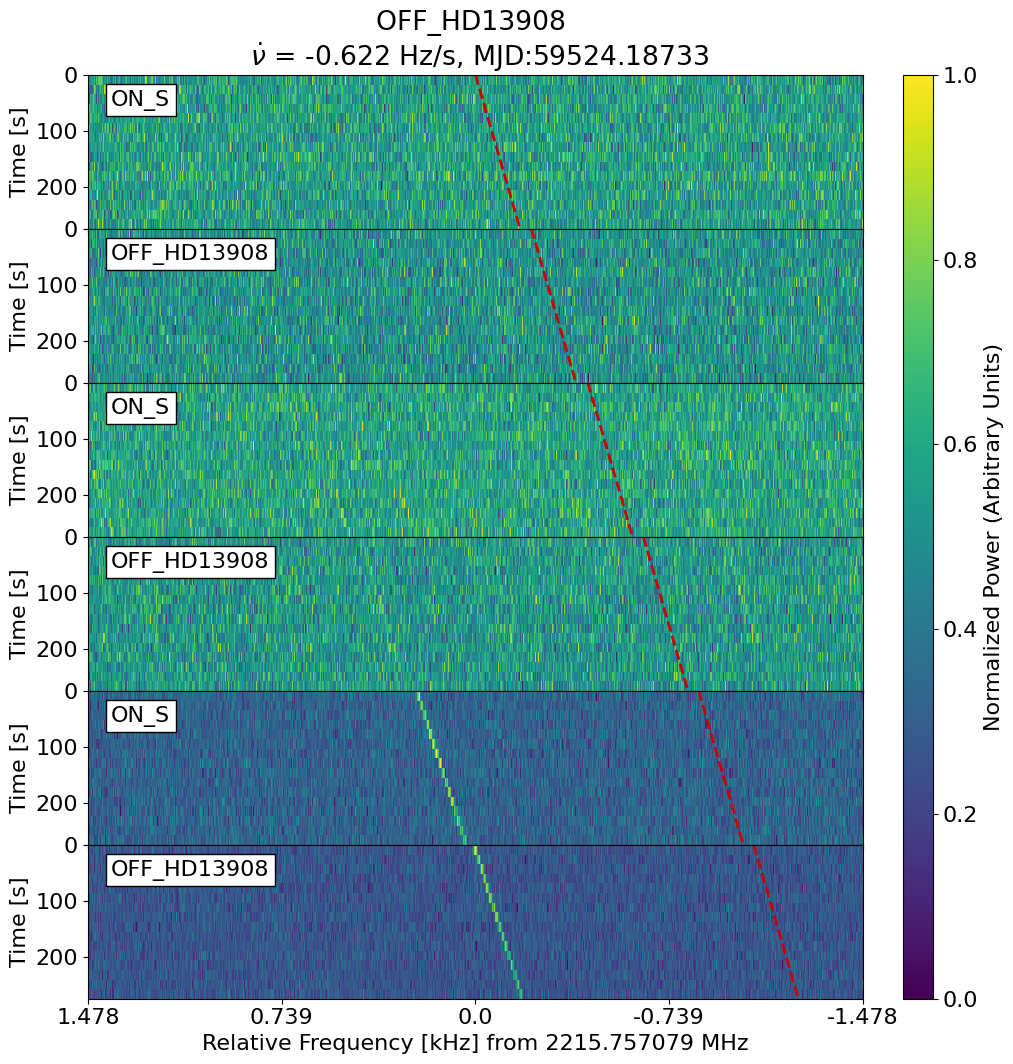 OFF_HD13908
ν̇ = -0.622 Hz/s, MJD:59524.18733
0
100
200
Time [s]
ON_S
0
100
200
Time [s]
OFF_HD13908
0
100
200
Time [s]
ON_S
0
100
200
Time [s]
OFF_HD13908
0
100
200
Time [s]
ON_S
0
100
200
Time [s]
OFF_HD13908
1.478
0.739
0.0
-0.739
-1.478
Relative Frequency [kHz] from 2215.757079 MHz
1.0
0.8
0.6
0.4
0.2
0.0
Normalized Power (Arbitrary Units)